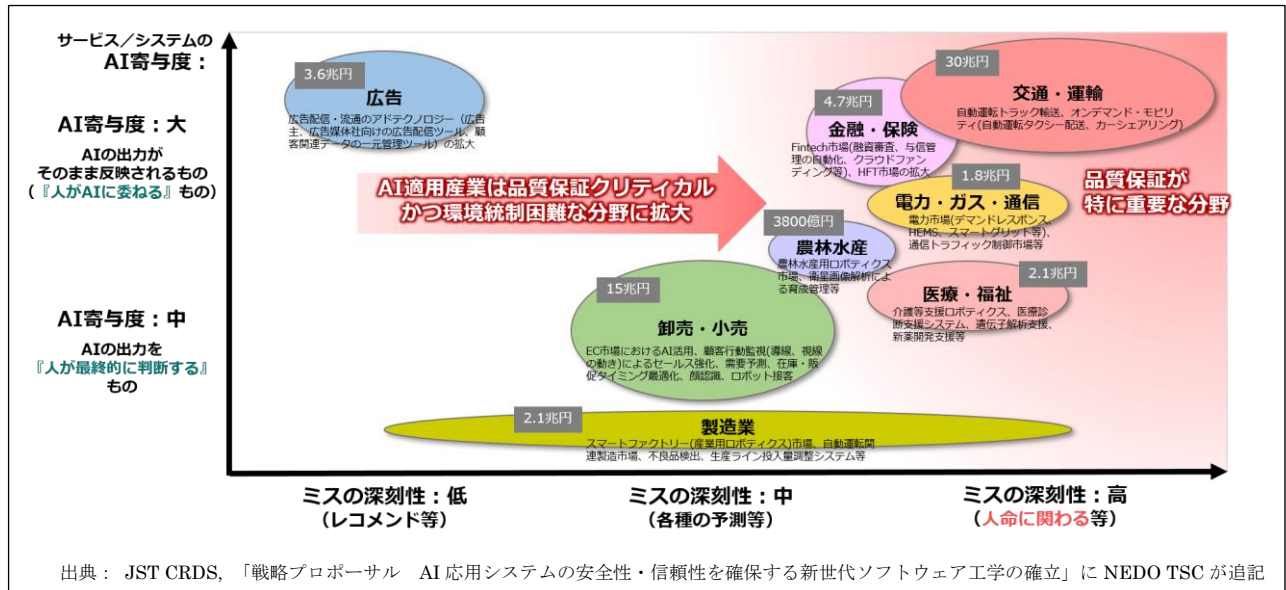 サービス／システムの
AI寄与度：
AI寄与度：大
AIの出力が
そのまま反映されるもの
（『人がAIに委ねる』もの）
AI寄与度：中
AIの出力を
『人が最終的に判断する』
もの
3.6兆円
広告
広告配信・流通のアドテクノロジー（広告
主、広告媒体社向けの広告配信ツール、顧
客関連データの一元管理ツール）の拡大
AI適用産業は品質保証クリティカル
かつ環境統制困難な分野に拡大
4.7兆円
金融・保険
Fintech市場(融資審査、与信管
理の自動化、クラウドファン
ディング等)、HFT市場の拡大
30兆円
交通・運輸
自動運転トラック輸送、オンデマンド・モビリ
ティ(自動運転タクシー配送、カーシェアリング)
1.8兆円
電力・ガス・通信
電力市場(デマンドレスポンス、
HEMS、スマートグリット等)、
通信トラフィック制御市場等
品質保証が
特に重要な分野
3800億円
農林水産
農林水産用ロボティクス
市場、衛星画像解析によ
る育成管理等
2.1兆円
医療・福祉
介護等支援ロボティクス、医療診
断支援システム、遺伝子解析支援、
新薬開発支援等
15兆円
卸売・小売
EC市場におけるAI活用、顧客行動監視(導線、視線
の動き)によるセールス強化、需要予測、在庫・販
促タイミング最適化、顔認識、ロボット接客
2.1兆円
製造業
スマートファクトリー(産業用ロボティクス)市場、自動運転関
連製造市場、不良品検出、生産ライン投入量調整システム等
ミスの深刻性：低
（レコメンド等）
ミスの深刻性：中
（各種の予測等）
ミスの深刻性：高
（人命に関わる等）
出典： JST CRDS, 「戦略プロポーサル　AI 応用システムの安全性・信頼性を確保する新世代ソフトウェア工学の確立」に NEDO TSC が追記